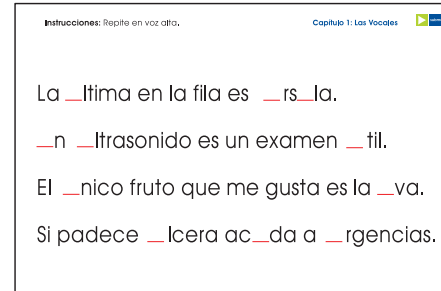 Instrucciones: Repite en voz alta.
Capítulo 1: Las Vocales
La _ltima en la fila es _rs_la.
_n _ltrasonido es un examen _til.
El _nico fruto que me gusta es la _va.
Si padece _lcera ac_da a _rgencias.